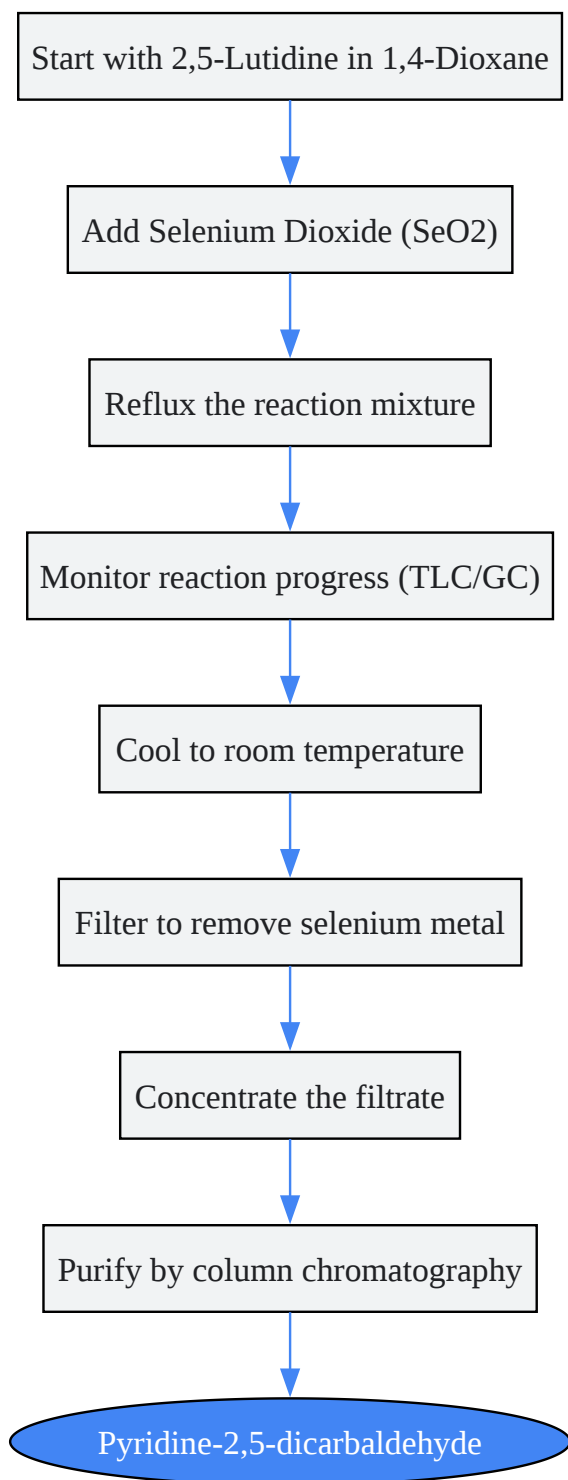 Start with 2,5-Lutidine in 1,4-Dioxane
Add Selenium Dioxide (SeO2)
Reflux the reaction mixture
Monitor reaction progress (TLC/GC)
Cool to room temperature
Filter to remove selenium metal
Concentrate the filtrate
Purify by column chromatography
Pyridine-2,5-dicarbaldehyde